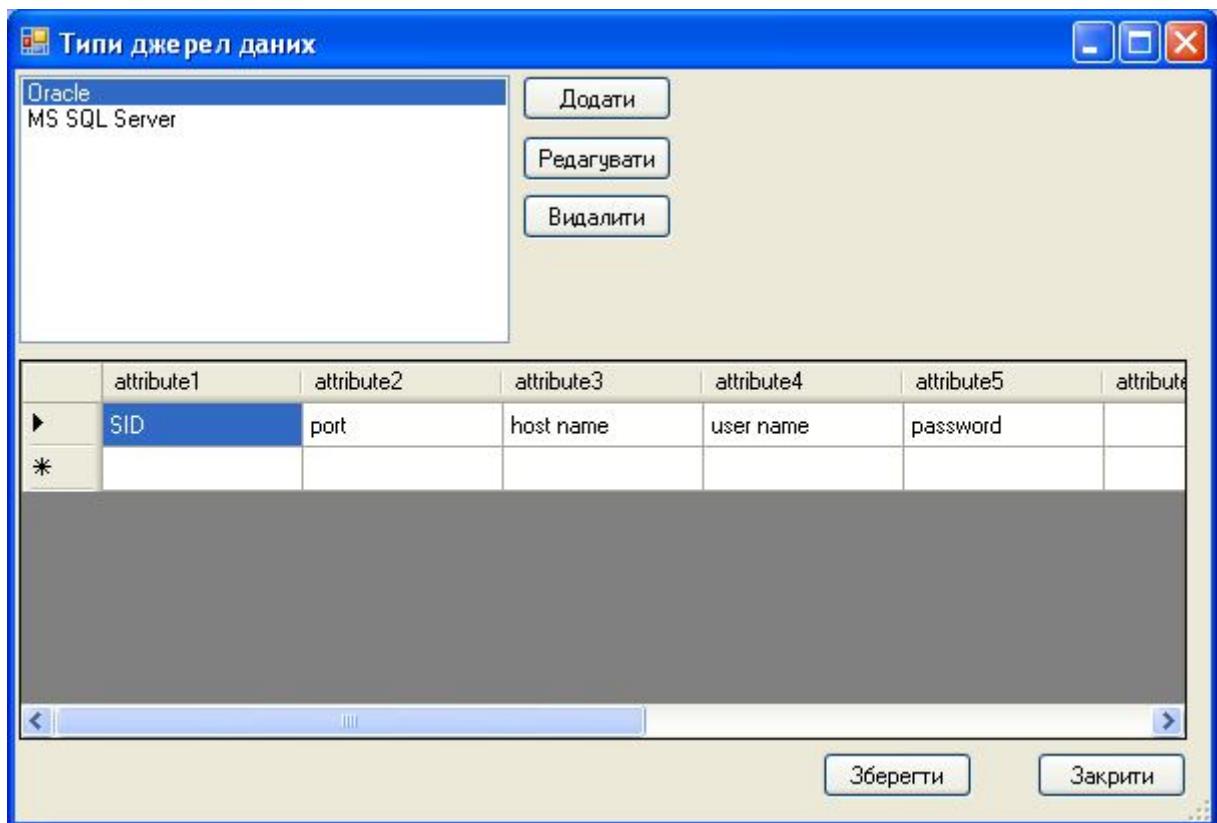 Типи джерел даних
Oracle
MS SQL Server
Додати
Редагувати
Видалити
attribute1 attribute2 attribute3 attribute4 attribute5 attribute
SID port host name user name password
Зберегти Закрити